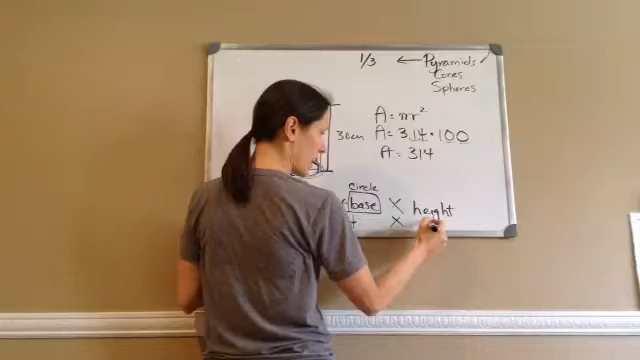 1/3 ← Pyramids
Cones
Spheres
A = πr²
30cm
A = 3.14 • 100
A = 314
Circle
base X height
X